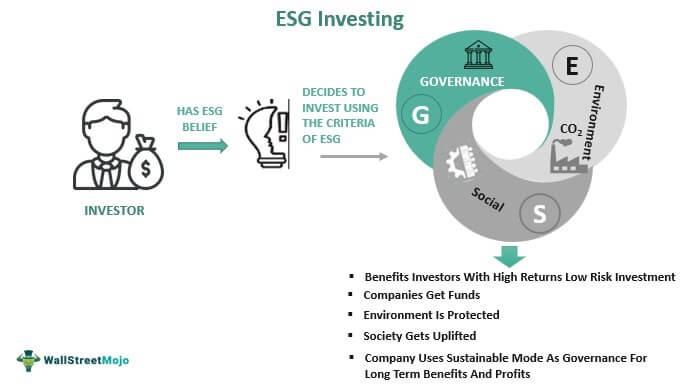 ESG Investing
HAS ESG
BELIEF
INVESTOR
DECIDES TO
INVEST USING
THE CRITERIA
OF ESG
GOVERNANCE
G
E
Environment
CO₂
Social
S
$
Benefits Investors With High Returns Low Risk Investment
Companies Get Funds
Environment Is Protected
Society Gets Uplifted
Company Uses Sustainable Mode As Governance For
Long Term Benefits And Profits
WallStreetMojo